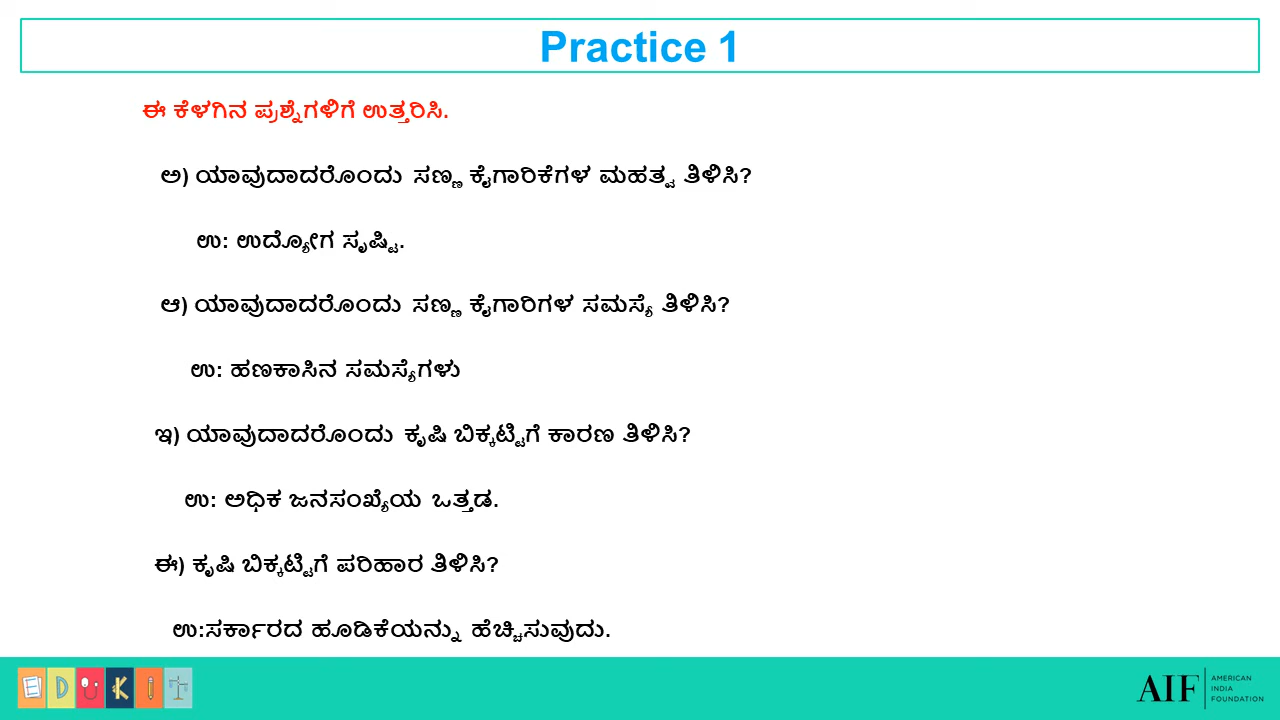 Practice 1
ಈ ಕೆಳಗಿನ ಪ್ರಶ್ನೆಗಳಿಗೆ ಉತ್ತರಿಸಿ.
ಅ) ಯಾವುದಾದರೊಂದು ಸಣ್ಣ ಕೈಗಾರಿಕೆಗಳ ಮಹತ್ವ ತಿಳಿಸಿ?
ಉ: ಉದ್ಯೋಗ ಸೃಷ್ಟಿ.
ಆ) ಯಾವುದಾದರೊಂದು ಸಣ್ಣ ಕೈಗಾರಿಗಳ ಸಮಸ್ಯೆ ತಿಳಿಸಿ?
ಉ: ಹಣಕಾಸಿನ ಸಮಸ್ಯೆಗಳು
ಇ) ಯಾವುದಾದರೊಂದು ಕೃಷಿ ಬಿಕ್ಕಟ್ಟಿಗೆ ಕಾರಣ ತಿಳಿಸಿ?
ಉ: ಅಧಿಕ ಜನಸಂಖ್ಯೆಯ ಒತ್ತಡ.
ಈ) ಕೃಷಿ ಬಿಕ್ಕಟ್ಟಿಗೆ ಪರಿಹಾರ ತಿಳಿಸಿ?
ಉ:ಸರ್ಕಾರದ ಹೂಡಿಕೆಯನ್ನು ಹೆಚ್ಚಿಸುವುದು.
EDUKIT
AIF
AMERICAN
INDIA
FOUNDATION